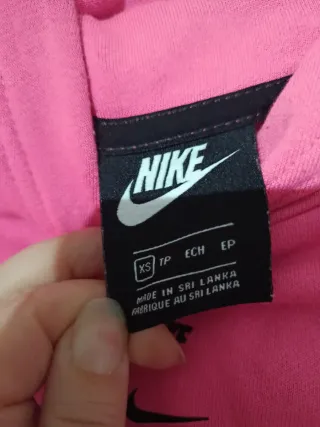 NIKE
XS TP ECH EP
MADE IN SRI LANKA
FABRIQUE AU SRI LANKA